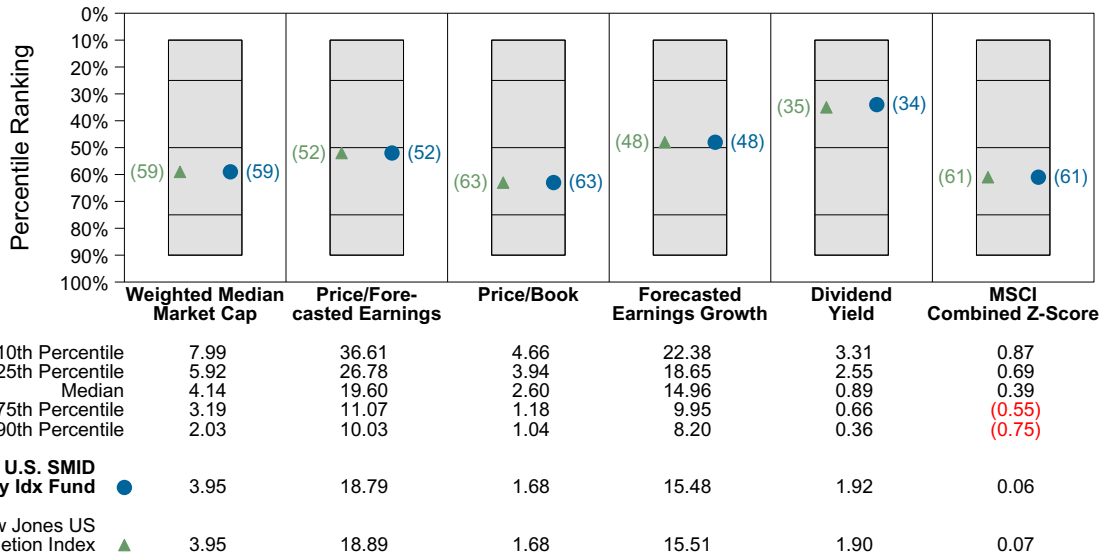 0%
10%
20%
30%
40%
50%
60%
70%
80%
90%
100%
Percentile Ranking
(59) (59)
(52) (52)
(63) (63)
(48) (48)
(35) (34)
(61) (61)
Weighted Median Market Cap
Price/Fore-casted Earnings
Price/Book
Forecasted Earnings Growth
Dividend Yield
MSCI Combined Z-Score
10th Percentile 7.99 36.61 4.66 22.38 3.31 0.87
25th Percentile 5.92 26.78 3.94 18.65 2.55 0.69
Median 4.14 19.60 2.60 14.96 0.89 0.39
75th Percentile 3.19 11.07 1.18 9.95 0.66 (0.55)
90th Percentile 2.03 10.03 1.04 8.20 0.36 (0.75)
U.S. SMID
Idx Fund 3.95 18.79 1.68 15.48 1.92 0.06
Jones US
Index 3.95 18.89 1.68 15.51 1.90 0.07